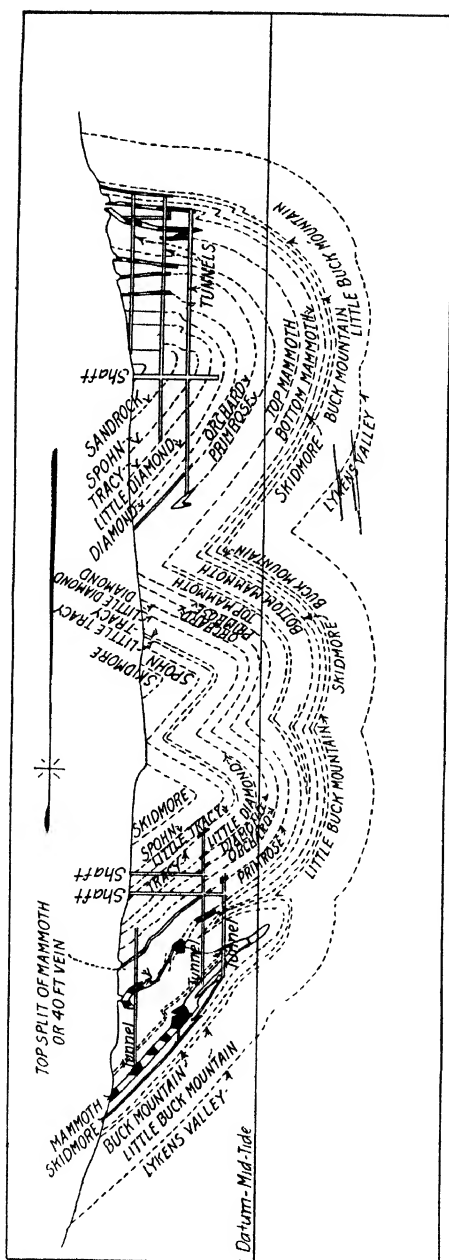 TOP SPLIT OF MAMMOTH
OR 40 FT VEIN
MAMMOTH
SKIDMORE
BUCK MOUNTAIN
LITTLE BUCK MOUNTAIN
LYKENS VALLEY
Datum-Mid-Tide
Tunnel
Tunnel
Tunnel
Shaft
Shaft
SKIDMORE
SPOHN
LITTLE TRACY
TRACY
LITTLE DIAMOND
DIAMOND
ORCHARD
PRIMROSE
LITTLE BUCK MOUNTAIN
SKIDMORE
SPOHN
LITTLE TRACY
TRACY
LITTLE DIAMOND
DIAMOND
ORCHARD
PRIMROSE
TOP MAMMOTH
BOTTOM MAMMOTH
BUCK MOUNTAIN
SKIDMORE
Shaft
SANDROCK
SPOHN
TRACY
LITTLE DIAMOND
DIAMOND
TUNNELS
ORCHARD
PRIMROSE
TOP MAMMOTH
BOTTOM MAMMOTH
SKIDMORE
BUCK MOUNTAIN
LITTLE BUCK MOUNTAIN
BUCK MOUNTAIN
LYKENS VALLEY